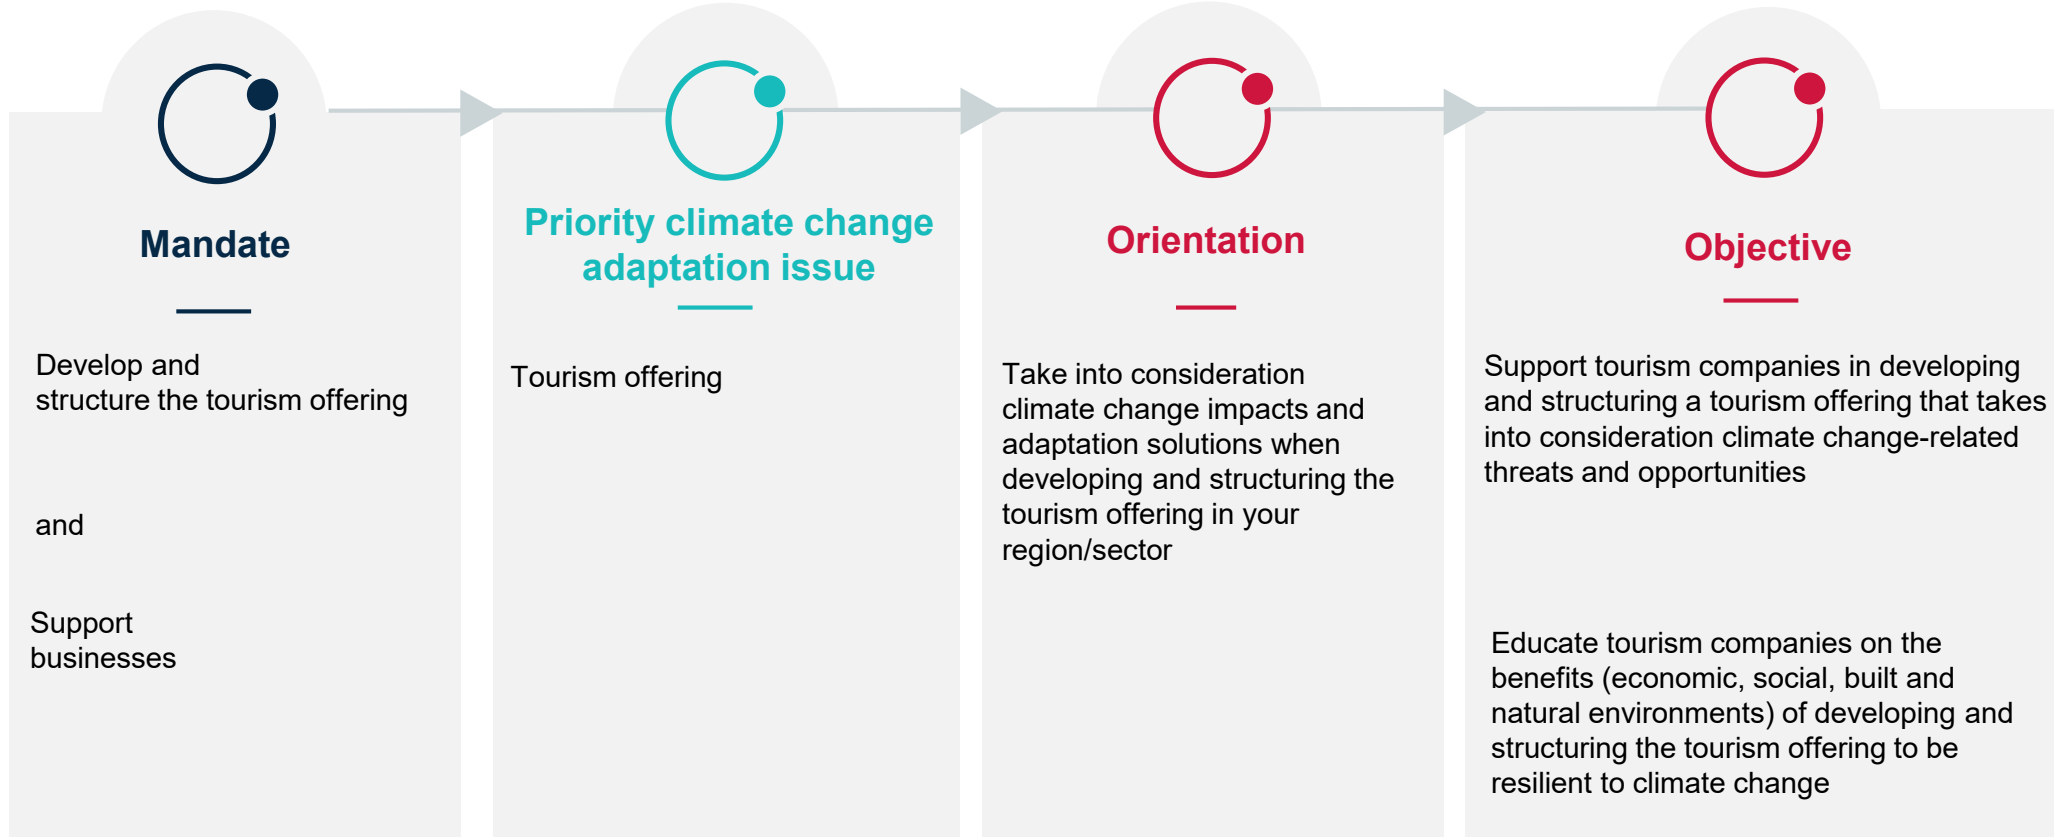 Mandate
Develop and
structure the tourism offering
and
Support
businesses
Priority climate change
adaptation issue
Tourism offering
Orientation
Take into consideration
climate change impacts and
adaptation solutions when
developing and structuring the
tourism offering in your
region/sector
Objective
Support tourism companies in developing
and structuring a tourism offering that takes
into consideration climate change-related
threats and opportunities
Educate tourism companies on the
benefits (economic, social, built and
natural environments) of developing and
structuring the tourism offering to be
resilient to climate change